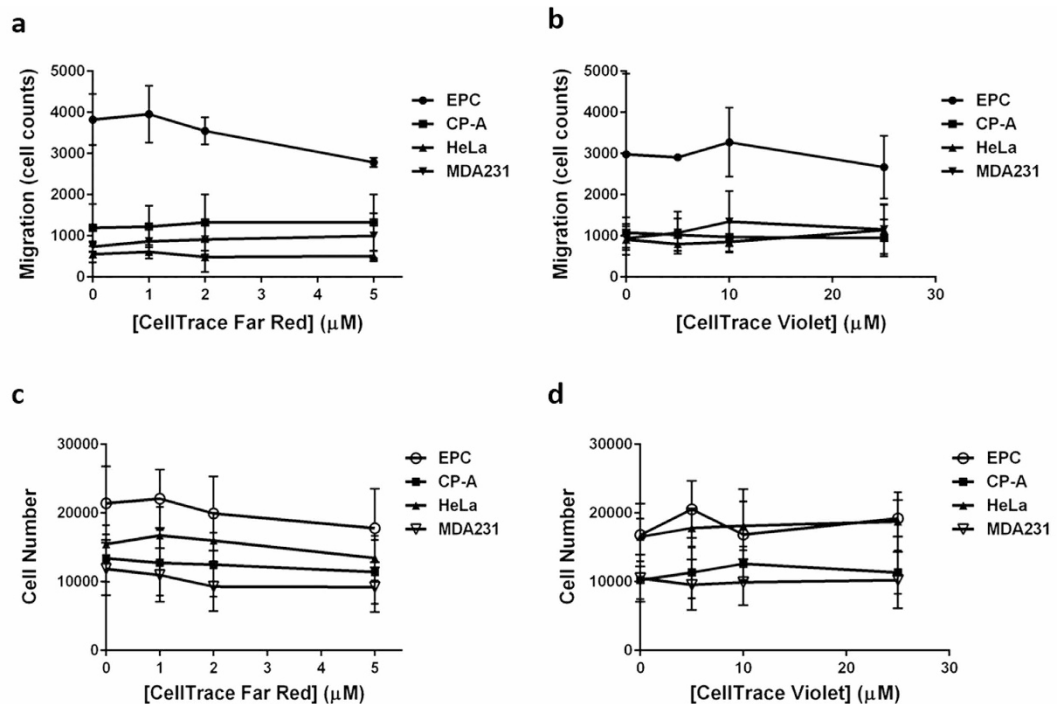 a
Migration (cell counts)
5000
4000
3000
2000
1000
0
0 1 2 3 4 5
[CellTrace Far Red] (μM)
EPC
CP-A
HeLa
MDA231
b
Migration (cell counts)
5000
4000
3000
2000
1000
0
0 10 20 30
[CellTrace Violet] (μM)
EPC
CP-A
HeLa
MDA231
c
Cell Number
30000
20000
10000
0
0 1 2 3 4 5
[CellTrace Far Red] (μM)
EPC
CP-A
HeLa
MDA231
d
Cell Number
30000
20000
10000
0
0 10 20 30
[CellTrace Violet] (μM)
EPC
CP-A
HeLa
MDA231